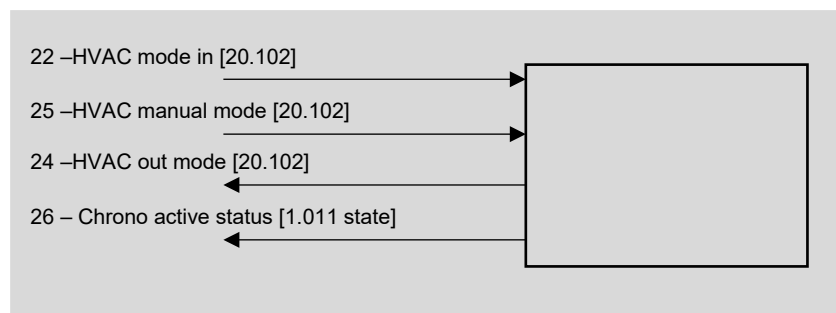 22 –HVAC mode in [20.102]
25 –HVAC manual mode [20.102]
24 –HVAC out mode [20.102]
26 – Chrono active status [1.011 state]